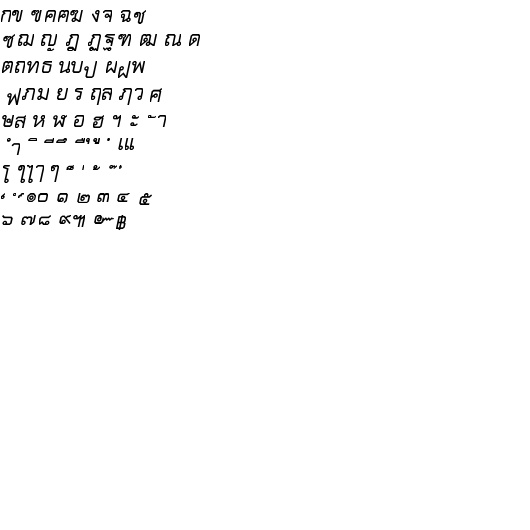 กข ฃคฅฆ งจ ฉช
ซฌ ญ ฎ ฏฐฑ ฒ ณ ด
ตถทธ นบป ผฝพ
ฟภม ย ร ฤล ฦว ศ
ษส ห ฬ อ ฮ ฯ ะ ั า
ำ ิ ี ึ ื ุ ู ฺ เแ
โ ใไๅ ๆ ็ ่ ้ ๊ ๋
์ ํ ๎๏๐ ๑ ๒ ๓ ๔ ๕
๖ ๗๘ ๙๚ ๛฿